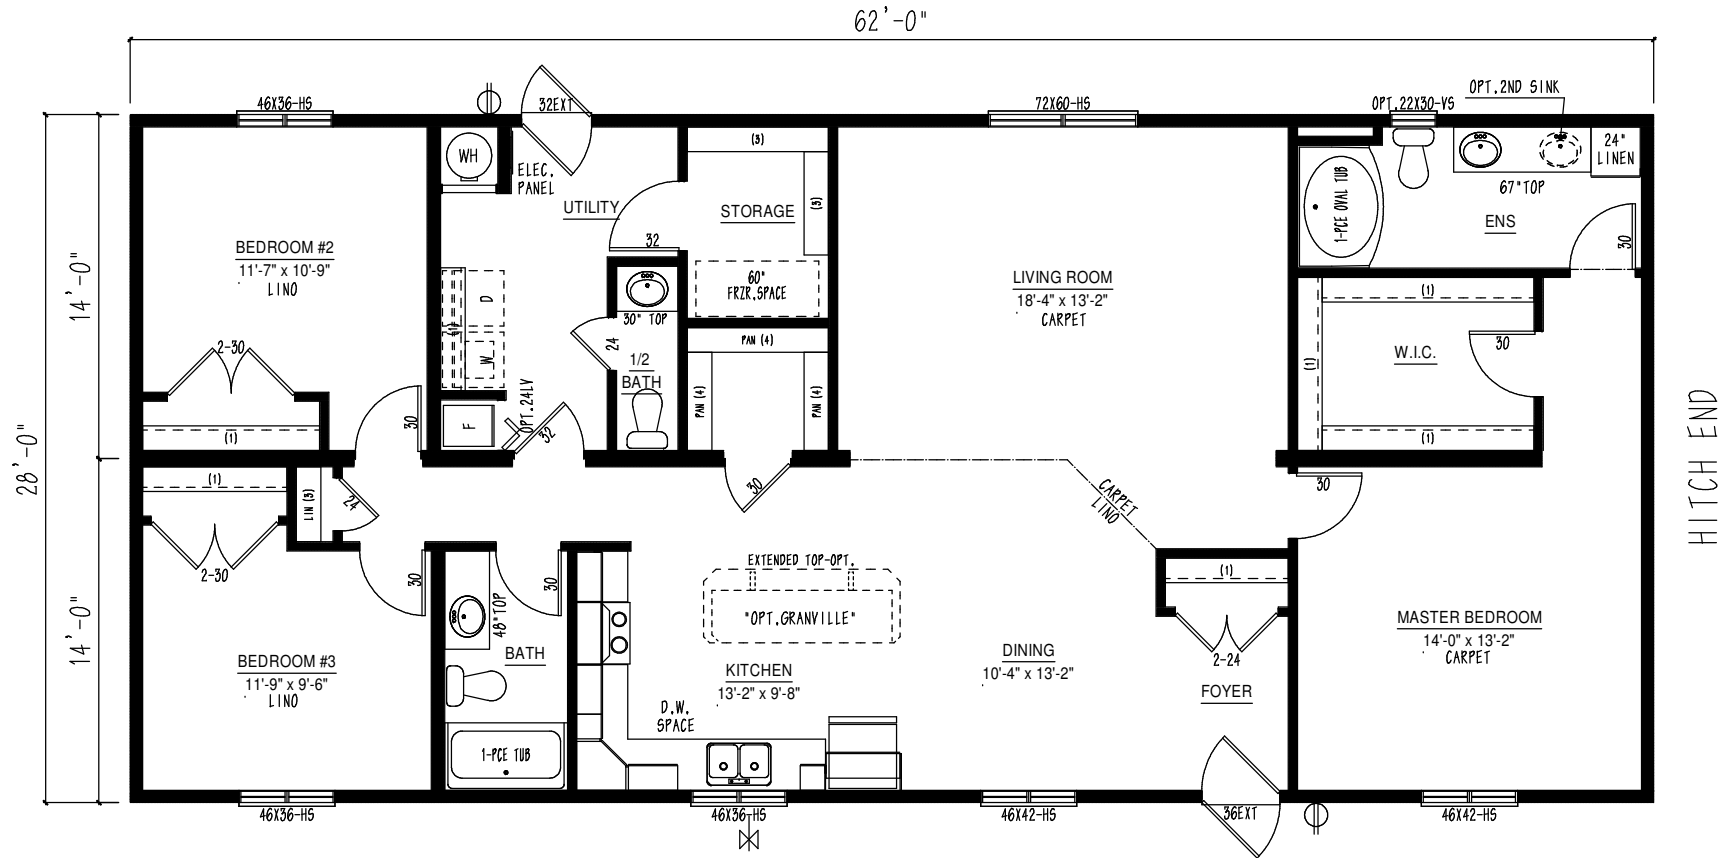 62'-0"
46X36-HS
32EXT
72X60-HS
OPT.22X30-VS
OPT.2ND SINK
WH
ELEC.
PANEL
(3)
24"
LINEN
67"TOP
1-PCE OVAL TUB
ENS
30
UTILITY
STORAGE
(3)
32
BEDROOM #2
11'-7" x 10'-9"
LINO
60"
FRZR.SPACE
D
W
(1)
30" TOP
24
1/2
BATH
LIVING ROOM
18'-4" x 13'-2"
CARPET
(1)
(1)
W.I.C.
30
(1)
PAN (4)
PAN (4)
PAN (4)
2-30
(1)
30
F
OPT.24LV
32
14'-0"
28'-0"
14'-0"
HITCH END
(1)
LIN (3)
24
30
30
CARPET
LINO
2-30
30
30
EXTENDED TOP-OPT.
"OPT.GRANVILLE"
48"TOP
(1)
2-24
FOYER
BEDROOM #3
11'-9" x 9'-6"
LINO
BATH
1-PCE TUB
KITCHEN
13'-2" x 9'-8"
D.W.
SPACE
DINING
10'-4" x 13'-2"
MASTER BEDROOM
14'-0" x 13'-2"
CARPET
46X36-HS
46X36-HS
46X42-HS
36EXT
46X42-HS